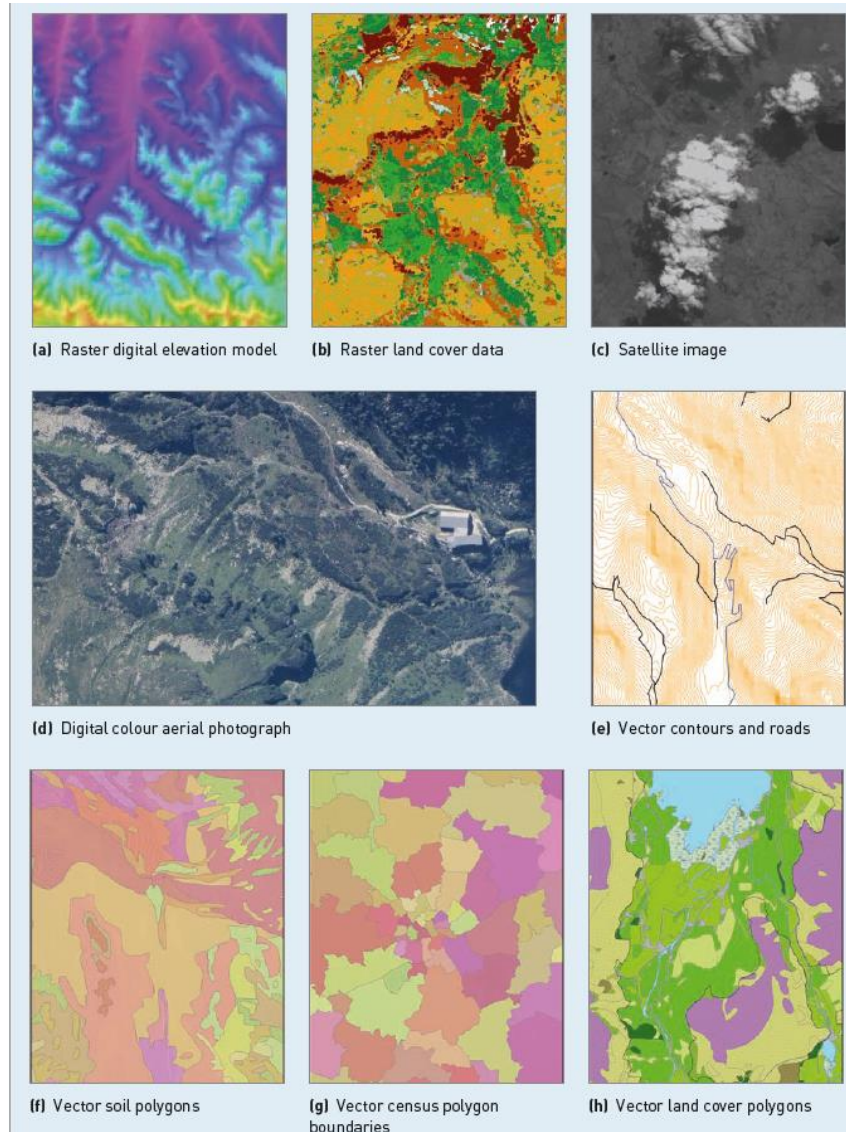 (a) Raster digital elevation model
(b) Raster land cover data
(c) Satellite image
(d) Digital colour aerial photograph
(e) Vector contours and roads
(f) Vector soil polygons
(g) Vector census polygon
boundaries
(h) Vector land cover polygons